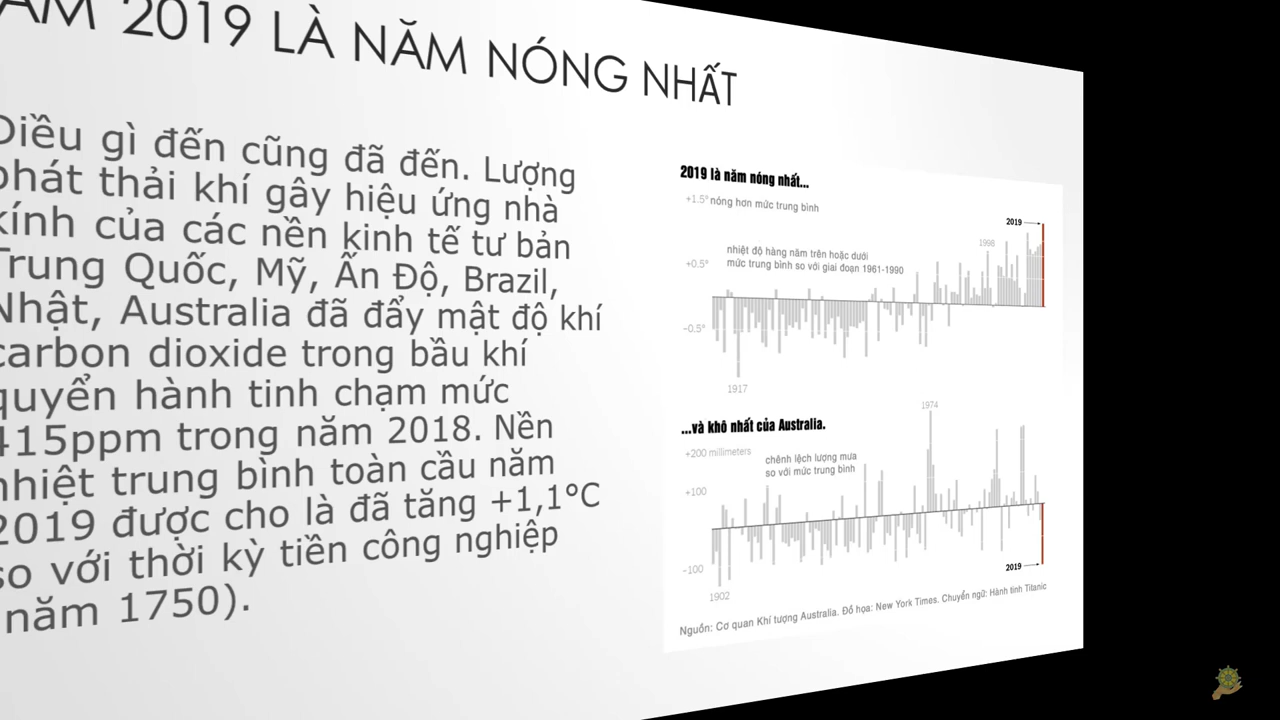 2019 LÀ NĂM NÓNG NHẤT
Điều gì đến cũng đã đến. Lượng
phát thải khí gây hiệu ứng nhà
kính của các nền kinh tế tư bản
Trung Quốc, Mỹ, Ấn Độ, Brazil,
Nhật, Australia đã đẩy mật độ khí
carbon dioxide trong bầu khí
quyển hành tinh chạm mức
415ppm trong năm 2018. Nền
nhiệt trung bình toàn cầu năm
2019 được cho là đã tăng +1,1°C
so với thời kỳ tiền công nghiệp
năm 1750).
2019 là năm nóng nhất...
+1.5° nóng hơn mức trung bình
2019
1998
nhiệt độ hàng năm trên hoặc dưới
mức trung bình so với giai đoạn 1961-1990
+0.5°
-0.5°
1917
1974
...và khô nhất của Australia.
+200 millimeters
chênh lệch lượng mưa
so với mức trung bình
+100
-100
2019
1902
Nguồn: Cơ quan Khí tượng Australia. Đồ họa: New York Times. Chuyển ngữ: Hành tinh Titanic